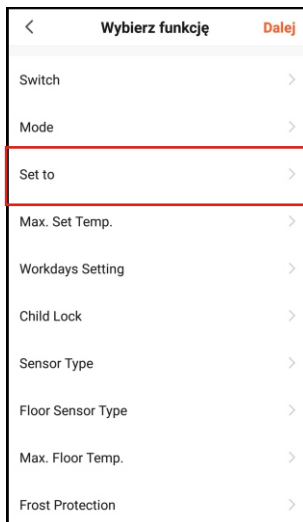 Wybierz funkcję
Dalej
Switch
Mode
Set to
Max. Set Temp.
Workdays Setting
Child Lock
Sensor Type
Floor Sensor Type
Max. Floor Temp.
Frost Protection